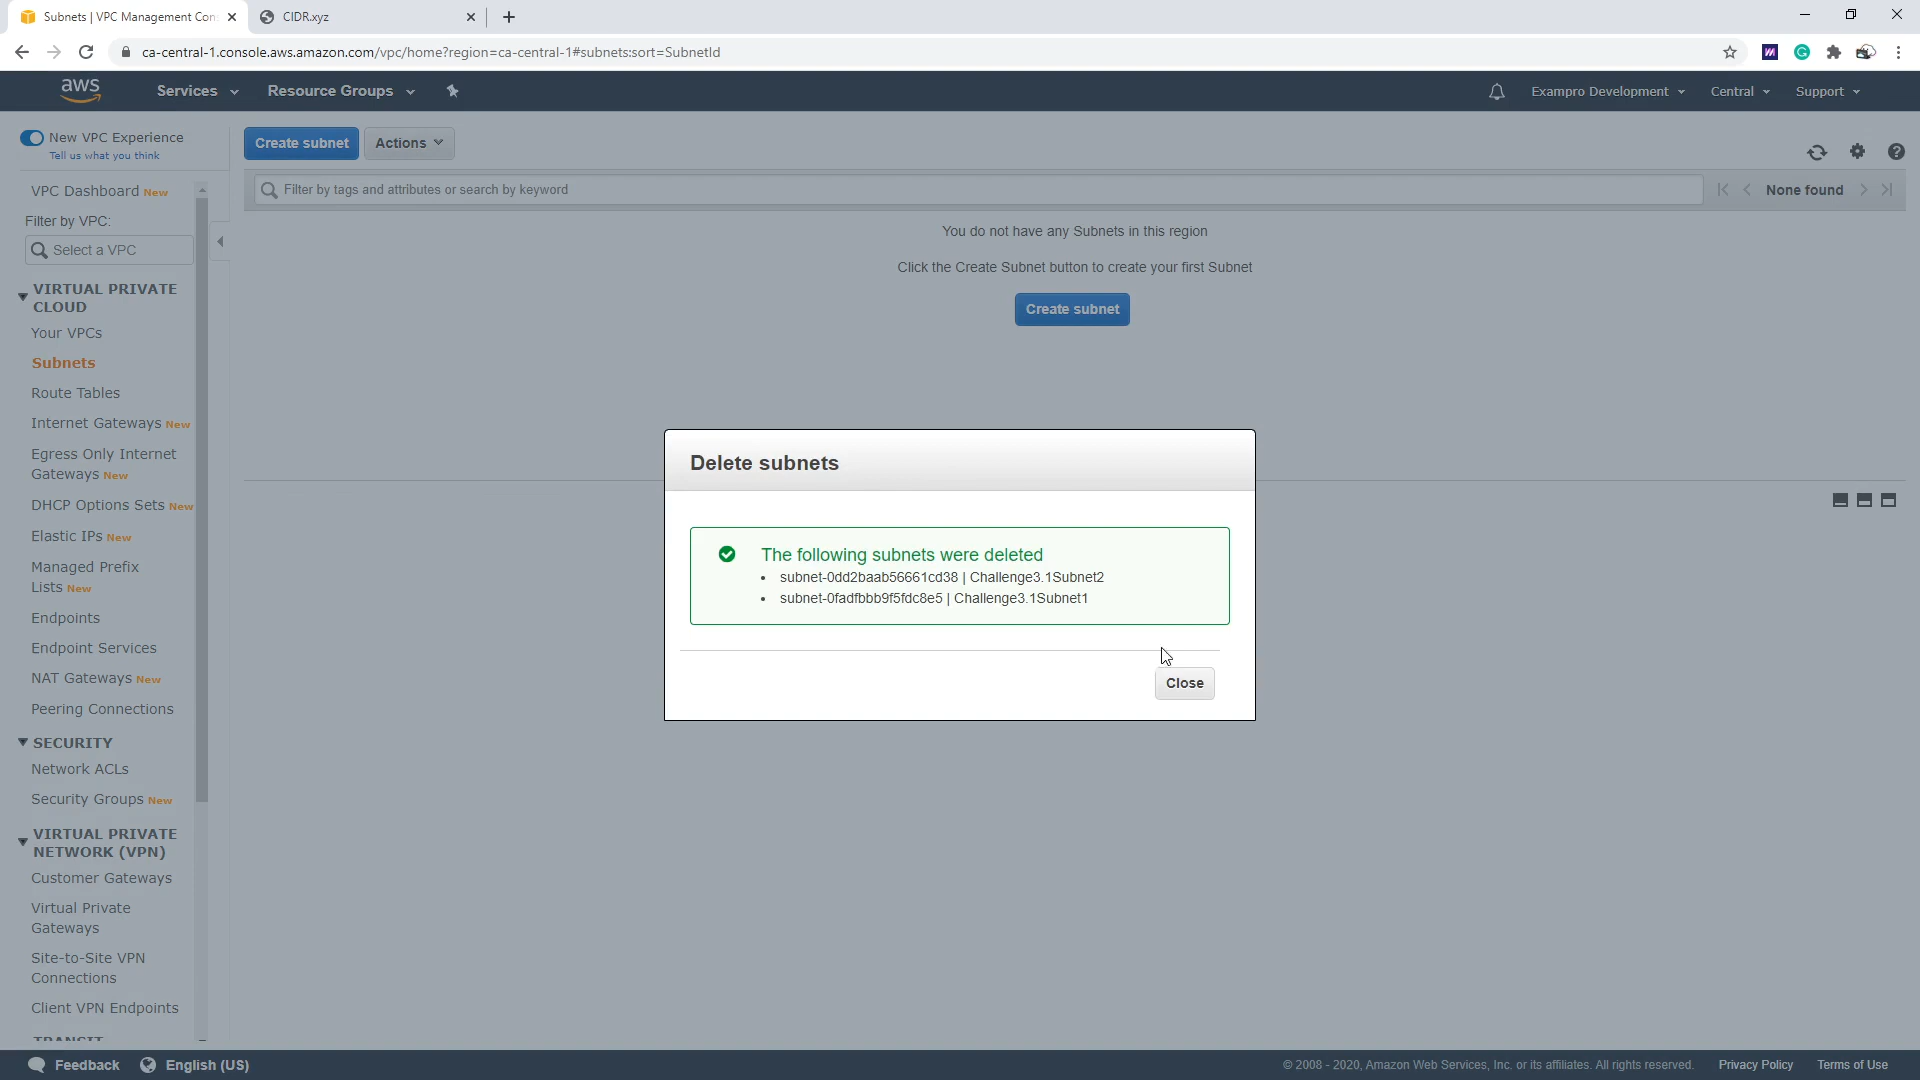 Subnets | VPC Management Con
CIDR.xyz
ca-central-1.console.aws.amazon.com/vpc/home?region=ca-central-1#subnets:sort=SubnetId
aws
Services
Resource Groups
Exampro Development
Central
Support
New VPC Experience
Tell us what you think
Create subnet
Actions
VPC Dashboard New
Filter by tags and attributes or search by keyword
None found
Filter by VPC:
Select a VPC
You do not have any Subnets in this region
Click the Create Subnet button to create your first Subnet
Create subnet
VIRTUAL PRIVATE
CLOUD
Your VPCs
Subnets
Route Tables
Internet Gateways New
Egress Only Internet
Gateways New
DHCP Options Sets New
Elastic IPs New
Managed Prefix
Lists New
Endpoints
Endpoint Services
NAT Gateways New
Peering Connections
SECURITY
Network ACLs
Security Groups New
VIRTUAL PRIVATE
NETWORK (VPN)
Customer Gateways
Virtual Private
Gateways
Site-to-Site VPN
Connections
Client VPN Endpoints
TRANSIT
Delete subnets
The following subnets were deleted
• subnet-0dd2baab56661cd38 | Challenge3.1Subnet2
• subnet-0fadfbbb9f5fdc8e5 | Challenge3.1Subnet1
Close
Feedback
English (US)
© 2008 - 2020, Amazon Web Services, Inc. or its affiliates. All rights reserved.
Privacy Policy
Terms of Use